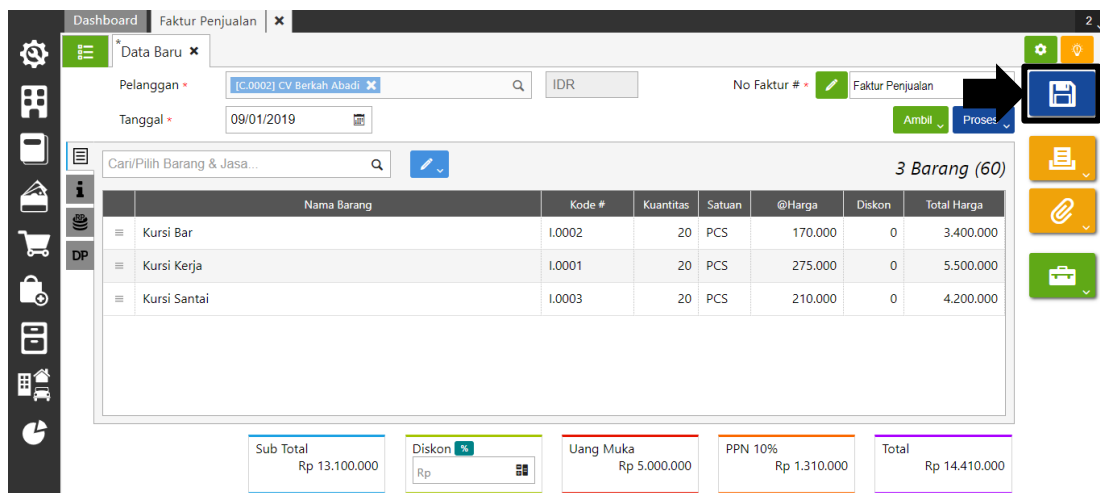 Dashboard Faktur Penjualan 2
*Data Baru
Pelanggan * [C.0002] CV Berkah Abadi IDR No Faktur # * Faktur Penjualan
Tanggal * 09/01/2019 Ambil Proses
Cari/Pilih Barang & Jasa... 3 Barang (60)
Nama Barang Kode # Kuantitas Satuan @Harga Diskon Total Harga
Kursi Bar I.0002 20 PCS 170.000 0 3.400.000
Kursi Kerja I.0001 20 PCS 275.000 0 5.500.000
Kursi Santai I.0003 20 PCS 210.000 0 4.200.000
DP
Sub Total Diskon % Uang Muka PPN 10% Total
Rp 13.100.000 Rp Rp 5.000.000 Rp 1.310.000 Rp 14.410.000